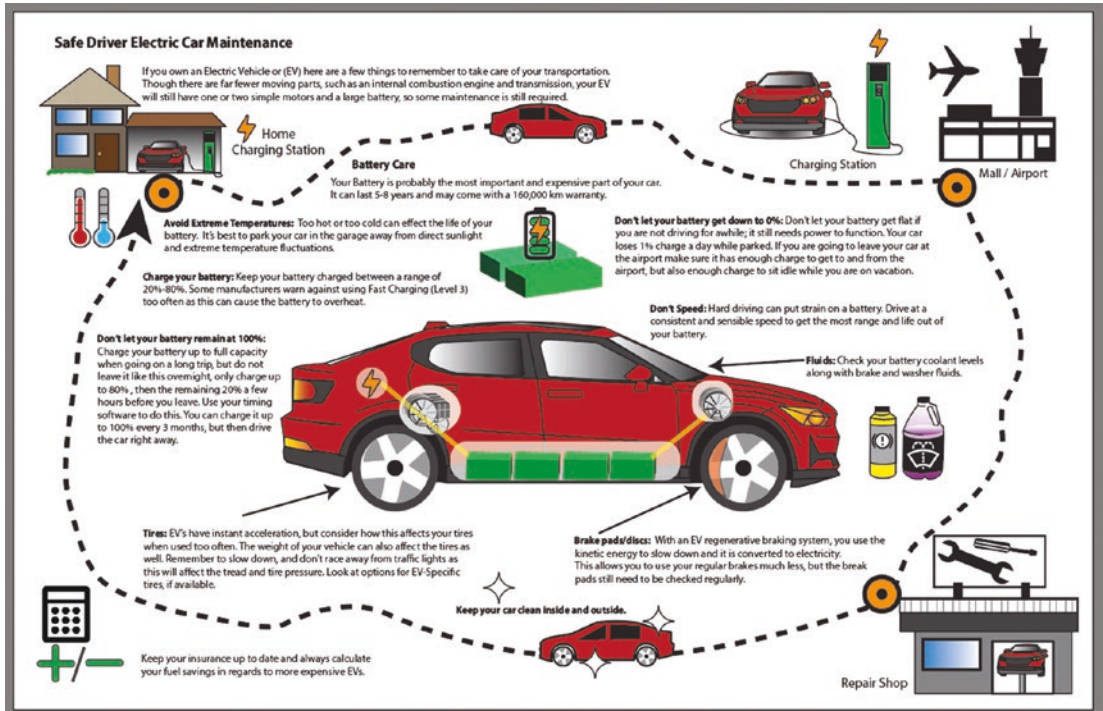 Safe Driver Electric Car Maintenance
If you own an Electric Vehicle or (EV) here are a few things to remember to take care of your transportation.
Though there are far fewer moving parts, such as an internal combustion engine and transmission, your EV
will still have one or two simple motors and a large battery, so some maintenance is still required.
Home
Charging Station
Charging Station
Mall / Airport
Battery Care
Your Battery is probably the most important and expensive part of your car.
It can last 5-8 years and may come with a 160,000 km warranty.
Avoid Extreme Temperatures: Too hot or too cold can effect the life of your
battery. It's best to park your car in the garage away from direct sunlight
and extreme temperature fluctuations.
Charge your battery: Keep your battery charged between a range of
20%-80%. Some manufacturers warn against using Fast Charging (Level 3)
too often as this can cause the battery to overheat.
Don't let your battery get down to 0%: Don't let your battery get flat if
you are not driving for awhile; it still needs power to function. Your car
loses 1% charge a day while parked. If you are going to leave your car at
the airport make sure it has enough charge to get to and from the
airport, but also enough charge to sit idle while you are on vacation.
Don't Speed: Hard driving can put strain on a battery. Drive at a
consistent and sensible speed to get the most range and life out of
your battery.
Don't let your battery remain at 100%:
Charge your battery up to full capacity
when going on a long trip, but do not
leave it like this overnight, only charge up
to 80% , then the remaining 20% a few
hours before you leave. Use your timing
software to do this. You can charge it up
to 100% every 3 months, but then drive
the car right away.
Fluids: Check your battery coolant levels
along with brake and washer fluids.
Tires: EV's have instant acceleration, but consider how this affects your tires
when used too often. The weight of your vehicle can also affect the tires as
well. Remember to slow down, and don't race away from traffic lights as
this will affect the tread and tire pressure. Look at options for EV-Specific
tires, if available.
Brake pads/discs: With an EV regenerative braking system, you use the
kinetic energy to slow down and it is converted to electricity.
This allows you to use your regular brakes much less, but the break
pads still need to be checked regularly.
Keep your car clean inside and outside.
Keep your insurance up to date and always calculate
your fuel savings in regards to more expensive EVs.
Repair Shop